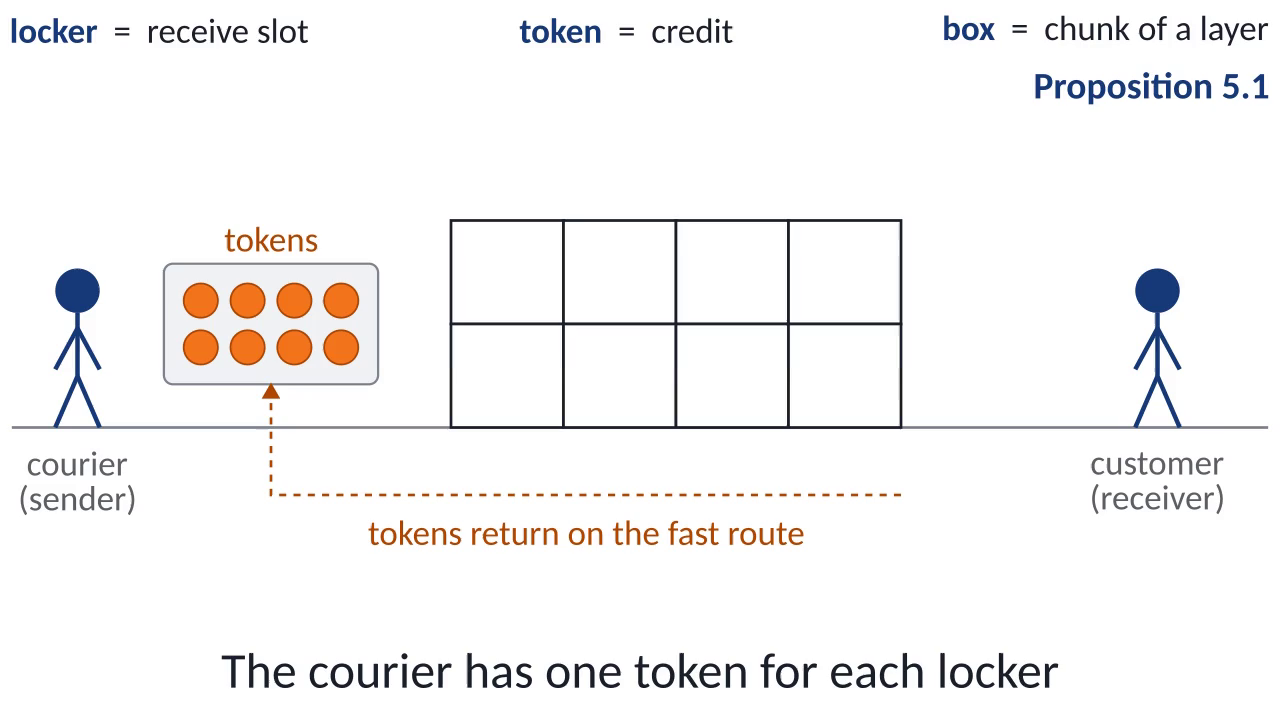 locker = receive slot
token = credit
box = chunk of a layer
Proposition 5.1
tokens
courier
(sender)
customer
(receiver)
tokens return on the fast route
The courier has one token for each locker